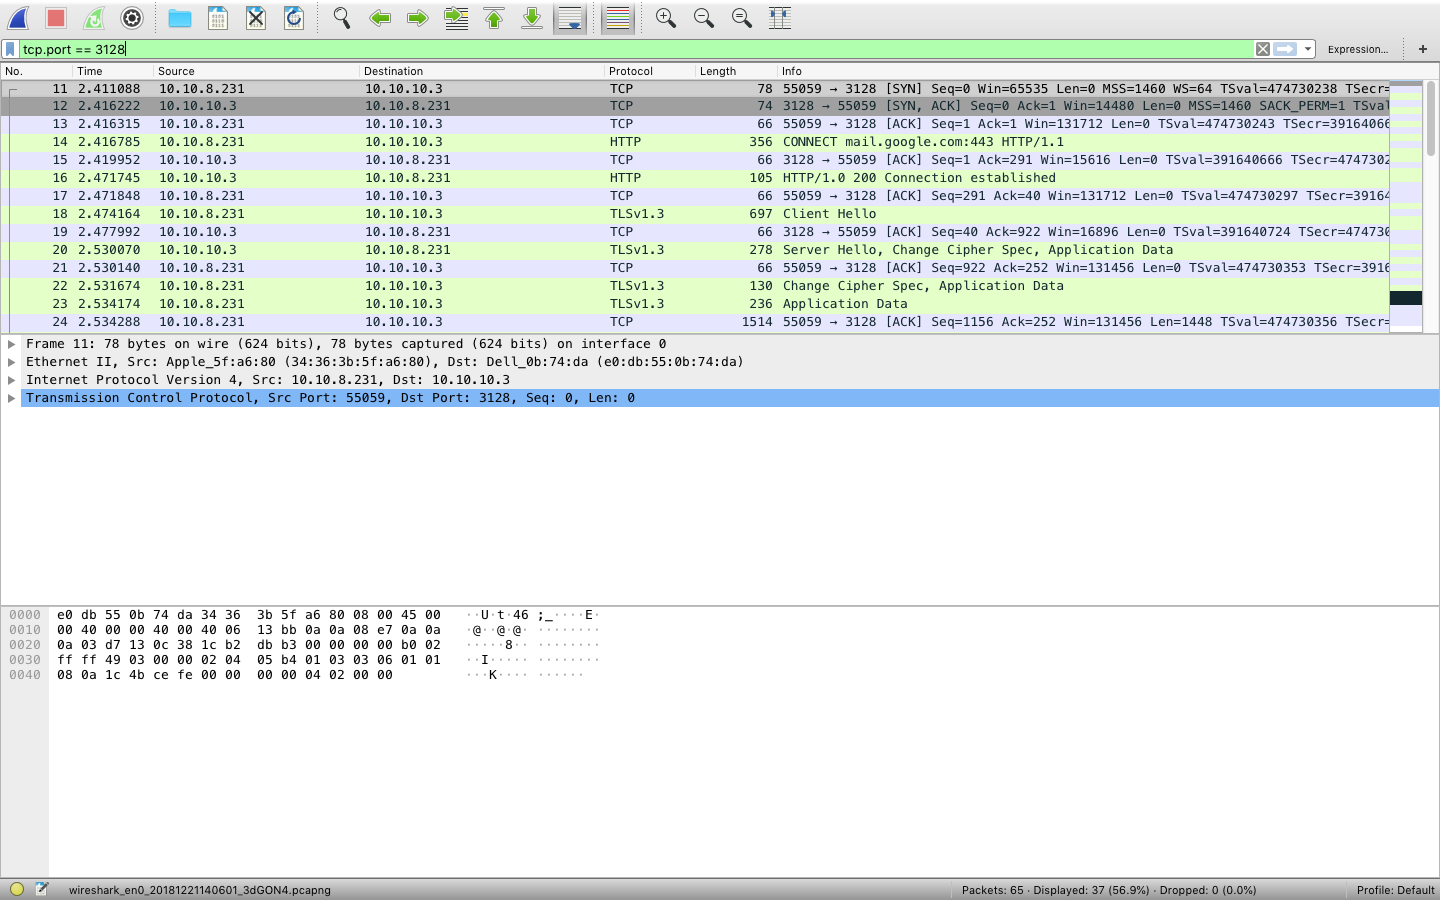 tcp.port == 3128
Expression...
+
No. Time Source Destination Protocol Length Info
11 2.411088 10.10.8.231 10.10.10.3 TCP 78 55059 → 3128 [SYN] Seq=0 Win=65535 Len=0 MSS=1460 WS=64 TSval=474730238 TSecr=
12 2.416222 10.10.10.3 10.10.8.231 TCP 74 3128 → 55059 [SYN, ACK] Seq=0 Ack=1 Win=14480 Len=0 MSS=1460 SACK_PERM=1 TSval
13 2.416315 10.10.8.231 10.10.10.3 TCP 66 55059 → 3128 [ACK] Seq=1 Ack=1 Win=131712 Len=0 TSval=474730243 TSecr=39164066
14 2.416785 10.10.8.231 10.10.10.3 HTTP 356 CONNECT mail.google.com:443 HTTP/1.1
15 2.419952 10.10.10.3 10.10.8.231 TCP 66 3128 → 55059 [ACK] Seq=1 Ack=291 Win=15616 Len=0 TSval=391640666 TSecr=4747302
16 2.471745 10.10.10.3 10.10.8.231 HTTP 105 HTTP/1.0 200 Connection established
17 2.471848 10.10.8.231 10.10.10.3 TCP 66 55059 → 3128 [ACK] Seq=291 Ack=40 Win=131712 Len=0 TSval=474730297 TSecr=39164
18 2.474164 10.10.8.231 10.10.10.3 TLSv1.3 697 Client Hello
19 2.477992 10.10.10.3 10.10.8.231 TCP 66 3128 → 55059 [ACK] Seq=40 Ack=922 Win=16896 Len=0 TSval=391640724 TSecr=474730
20 2.530070 10.10.10.3 10.10.8.231 TLSv1.3 278 Server Hello, Change Cipher Spec, Application Data
21 2.530140 10.10.8.231 10.10.10.3 TCP 66 55059 → 3128 [ACK] Seq=922 Ack=252 Win=131456 Len=0 TSval=474730353 TSecr=3916
22 2.531674 10.10.8.231 10.10.10.3 TLSv1.3 130 Change Cipher Spec, Application Data
23 2.534174 10.10.8.231 10.10.10.3 TLSv1.3 236 Application Data
24 2.534288 10.10.8.231 10.10.10.3 TCP 1514 55059 → 3128 [ACK] Seq=1156 Ack=252 Win=131456 Len=1448 TSval=474730356 TSecr=
Frame 11: 78 bytes on wire (624 bits), 78 bytes captured (624 bits) on interface 0
Ethernet II, Src: Apple_5f:a6:80 (34:36:3b:5f:a6:80), Dst: Dell_0b:74:da (e0:db:55:0b:74:da)
Internet Protocol Version 4, Src: 10.10.8.231, Dst: 10.10.10.3
Transmission Control Protocol, Src Port: 55059, Dst Port: 3128, Seq: 0, Len: 0
0000 e0 db 55 0b 74 da 34 36 3b 5f a6 80 08 00 45 00 ··U·t·46 ;_····E·
0010 00 40 00 00 40 00 40 06 13 bb 0a 0a 08 e7 0a 0a ·@··@·@· ········
0020 0a 03 d7 13 0c 38 1c b2 db b3 00 00 00 00 b0 02 ·····8·· ········
0030 ff ff 49 03 00 00 02 04 05 b4 01 03 03 06 01 01 ··I····· ········
0040 08 0a 1c 4b ce fe 00 00 00 00 04 02 00 00 ···K···· ······
wireshark_en0_20181221140601_3dGON4.pcapng
Packets: 65 · Displayed: 37 (56.9%) · Dropped: 0 (0.0%)
Profile: Default